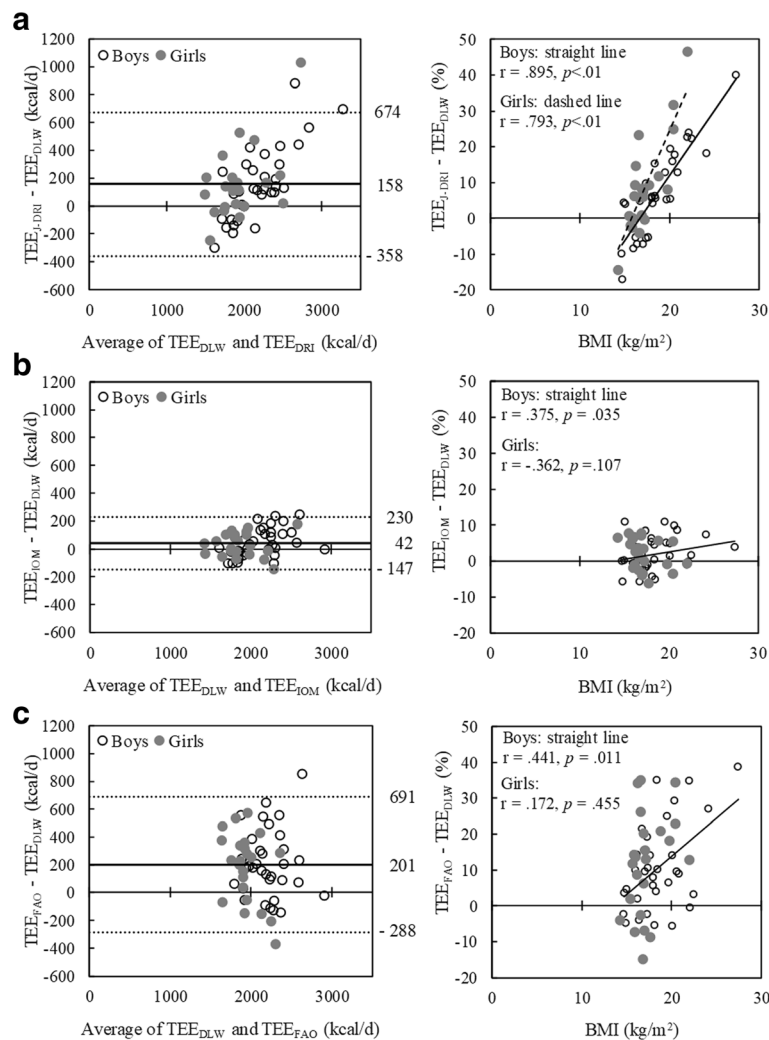 a
1200
1000
800
600
400
200
0
-200
-400
-600
Boys Girls
674
158
- 358
0 1000 2000 3000
TEE_J-DRI - TEE_DLW (kcal/d)
Average of TEE_DLW and TEE_DRI (kcal/d)
50
40
30
20
10
0
-10
-20
Boys: straight line
r = .895, p<.01
Girls: dashed line
r = .793, p<.01
0 10 20 30
TEE_J-DRI - TEE_DLW (%)
BMI (kg/m²)
b
1200
1000
800
600
400
200
0
-200
-400
-600
Boys Girls
230
42
- 147
0 1000 2000 3000
TEE_IOM - TEE_DLW (kcal/d)
Average of TEE_DLW and TEE_IOM (kcal/d)
50
40
30
20
10
0
-10
-20
Boys: straight line
r = .375, p = .035
Girls:
r = -.362, p =.107
0 10 20 30
TEE_IOM - TEE_DLW (%)
BMI (kg/m²)
c
1200
1000
800
600
400
200
0
-200
-400
-600
Boys Girls
691
201
- 288
0 1000 2000 3000
TEE_FAO - TEE_DLW (kcal/d)
Average of TEE_DLW and TEE_FAO (kcal/d)
50
40
30
20
10
0
-10
-20
Boys: straight line
r = .441, p = .011
Girls:
r = .172, p = .455
0 10 20 30
TEE_FAO - TEE_DLW (%)
BMI (kg/m²)